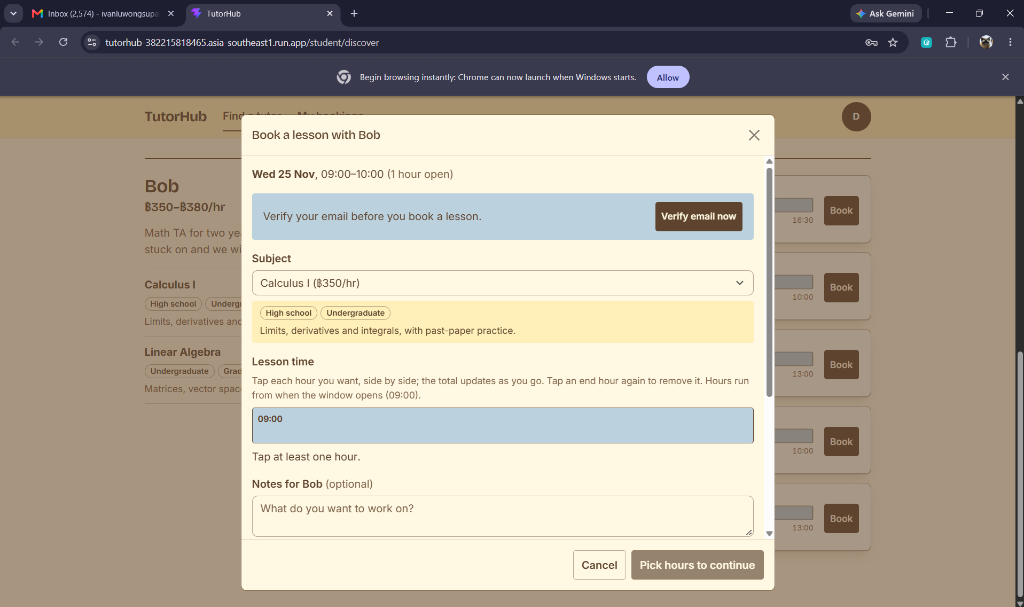 Inbox (2,574) - ivanluwongsupa
TutorHub
Ask Gemini
tutorhub-382215818465.asia-southeast1.run.app/student/discover
Begin browsing instantly: Chrome can now launch when Windows starts.
Allow
TutorHub
D
Book a lesson with Bob
Wed 25 Nov, 09:00–10:00 (1 hour open)
Verify your email before you book a lesson.
Verify email now
Subject
Calculus I (฿350/hr)
High school
Undergraduate
Limits, derivatives and integrals, with past-paper practice.
Lesson time
Tap each hour you want, side by side; the total updates as you go. Tap an end hour again to remove it. Hours run
from when the window opens (09:00).
09:00
Tap at least one hour.
Notes for Bob (optional)
What do you want to work on?
Cancel
Pick hours to continue
Bob
฿350–฿380/hr
Math TA for two
stuck on and we
Calculus I
High school
Limits, derivatives
Linear Algebra
Undergraduate
Matrices, vector
16:30
Book
10:00
Book
13:00
Book
10:00
Book
13:00
Book